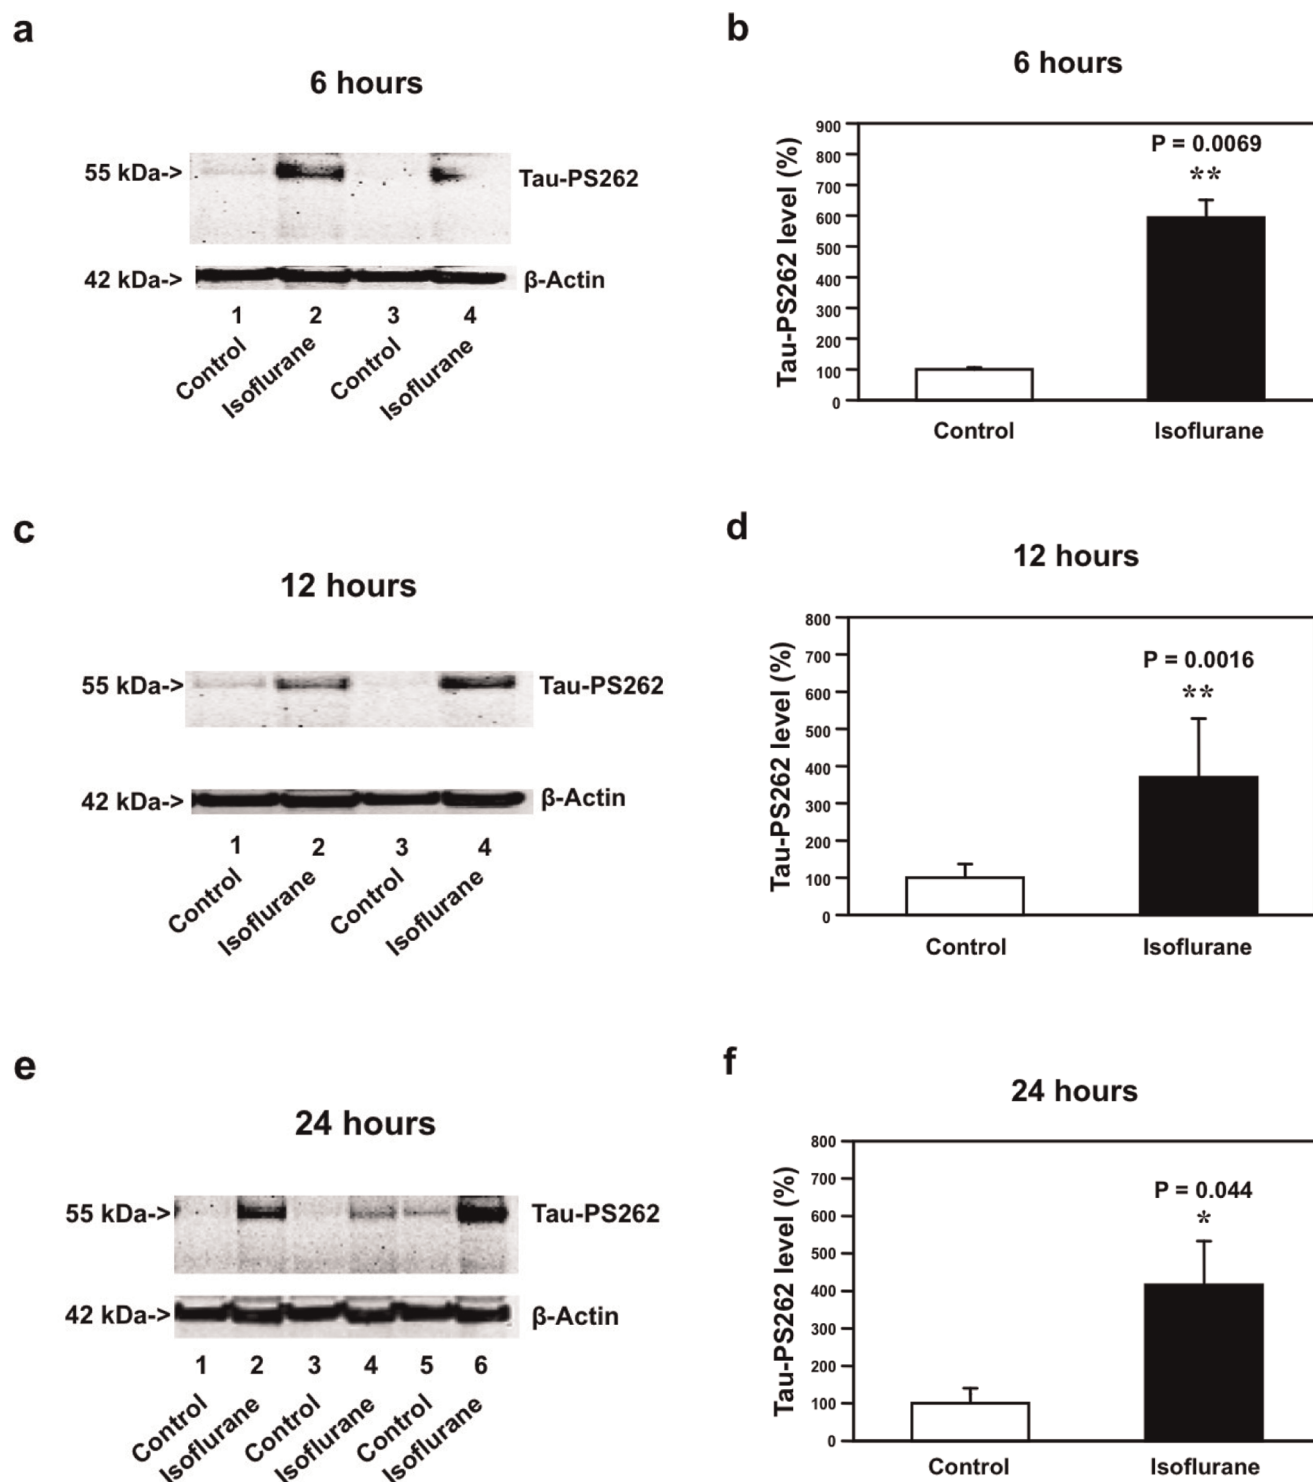 a
6 hours
55 kDa->
Tau-PS262
42 kDa->
β-Actin
1 2 3 4
Control Isoflurane Control Isoflurane
b
6 hours
Tau-PS262 level (%)
900
800
700
600
500
400
300
200
100
0
P = 0.0069
**
Control Isoflurane
c
12 hours
55 kDa->
Tau-PS262
42 kDa->
β-Actin
1 2 3 4
Control Isoflurane Control Isoflurane
d
12 hours
Tau-PS262 level (%)
800
700
600
500
400
300
200
100
0
P = 0.0016
**
Control Isoflurane
e
24 hours
55 kDa->
Tau-PS262
42 kDa->
β-Actin
1 2 3 4 5 6
Control Isoflurane Control Isoflurane Control Isoflurane
f
24 hours
Tau-PS262 level (%)
800
700
600
500
400
300
200
100
0
P = 0.044
*
Control Isoflurane